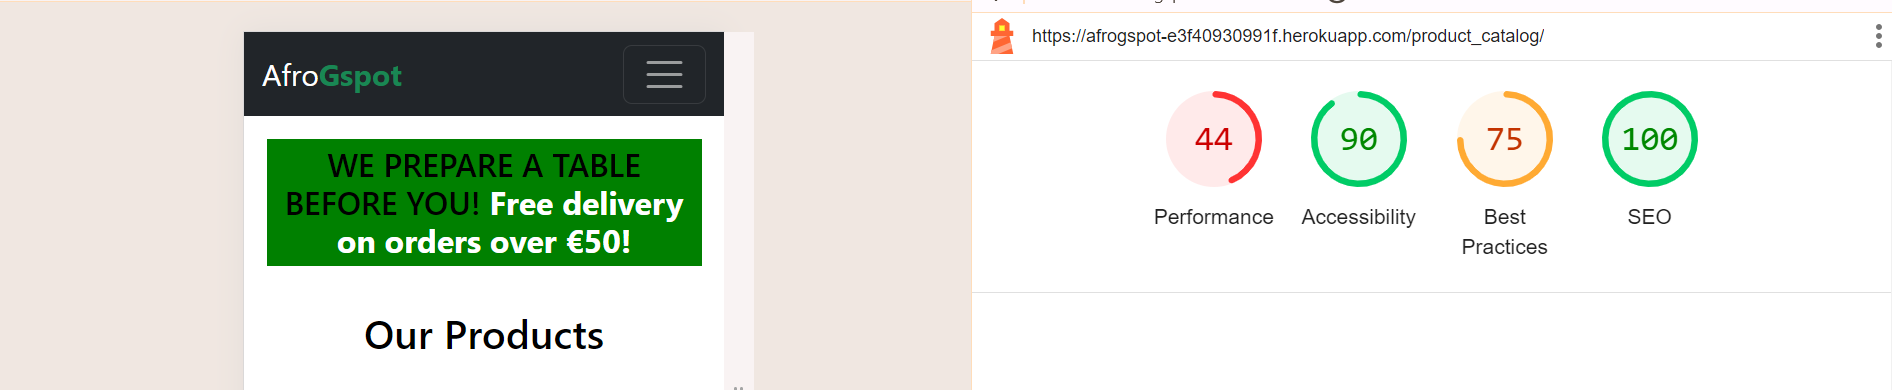 AfroGspot
WE PREPARE A TABLE
BEFORE YOU! Free delivery
on orders over €50!
Our Products
https://afrogspot-e3f40930991f.herokuapp.com/product_catalog/
44
90
75
100
Performance
Accessibility
Best
Practices
SEO